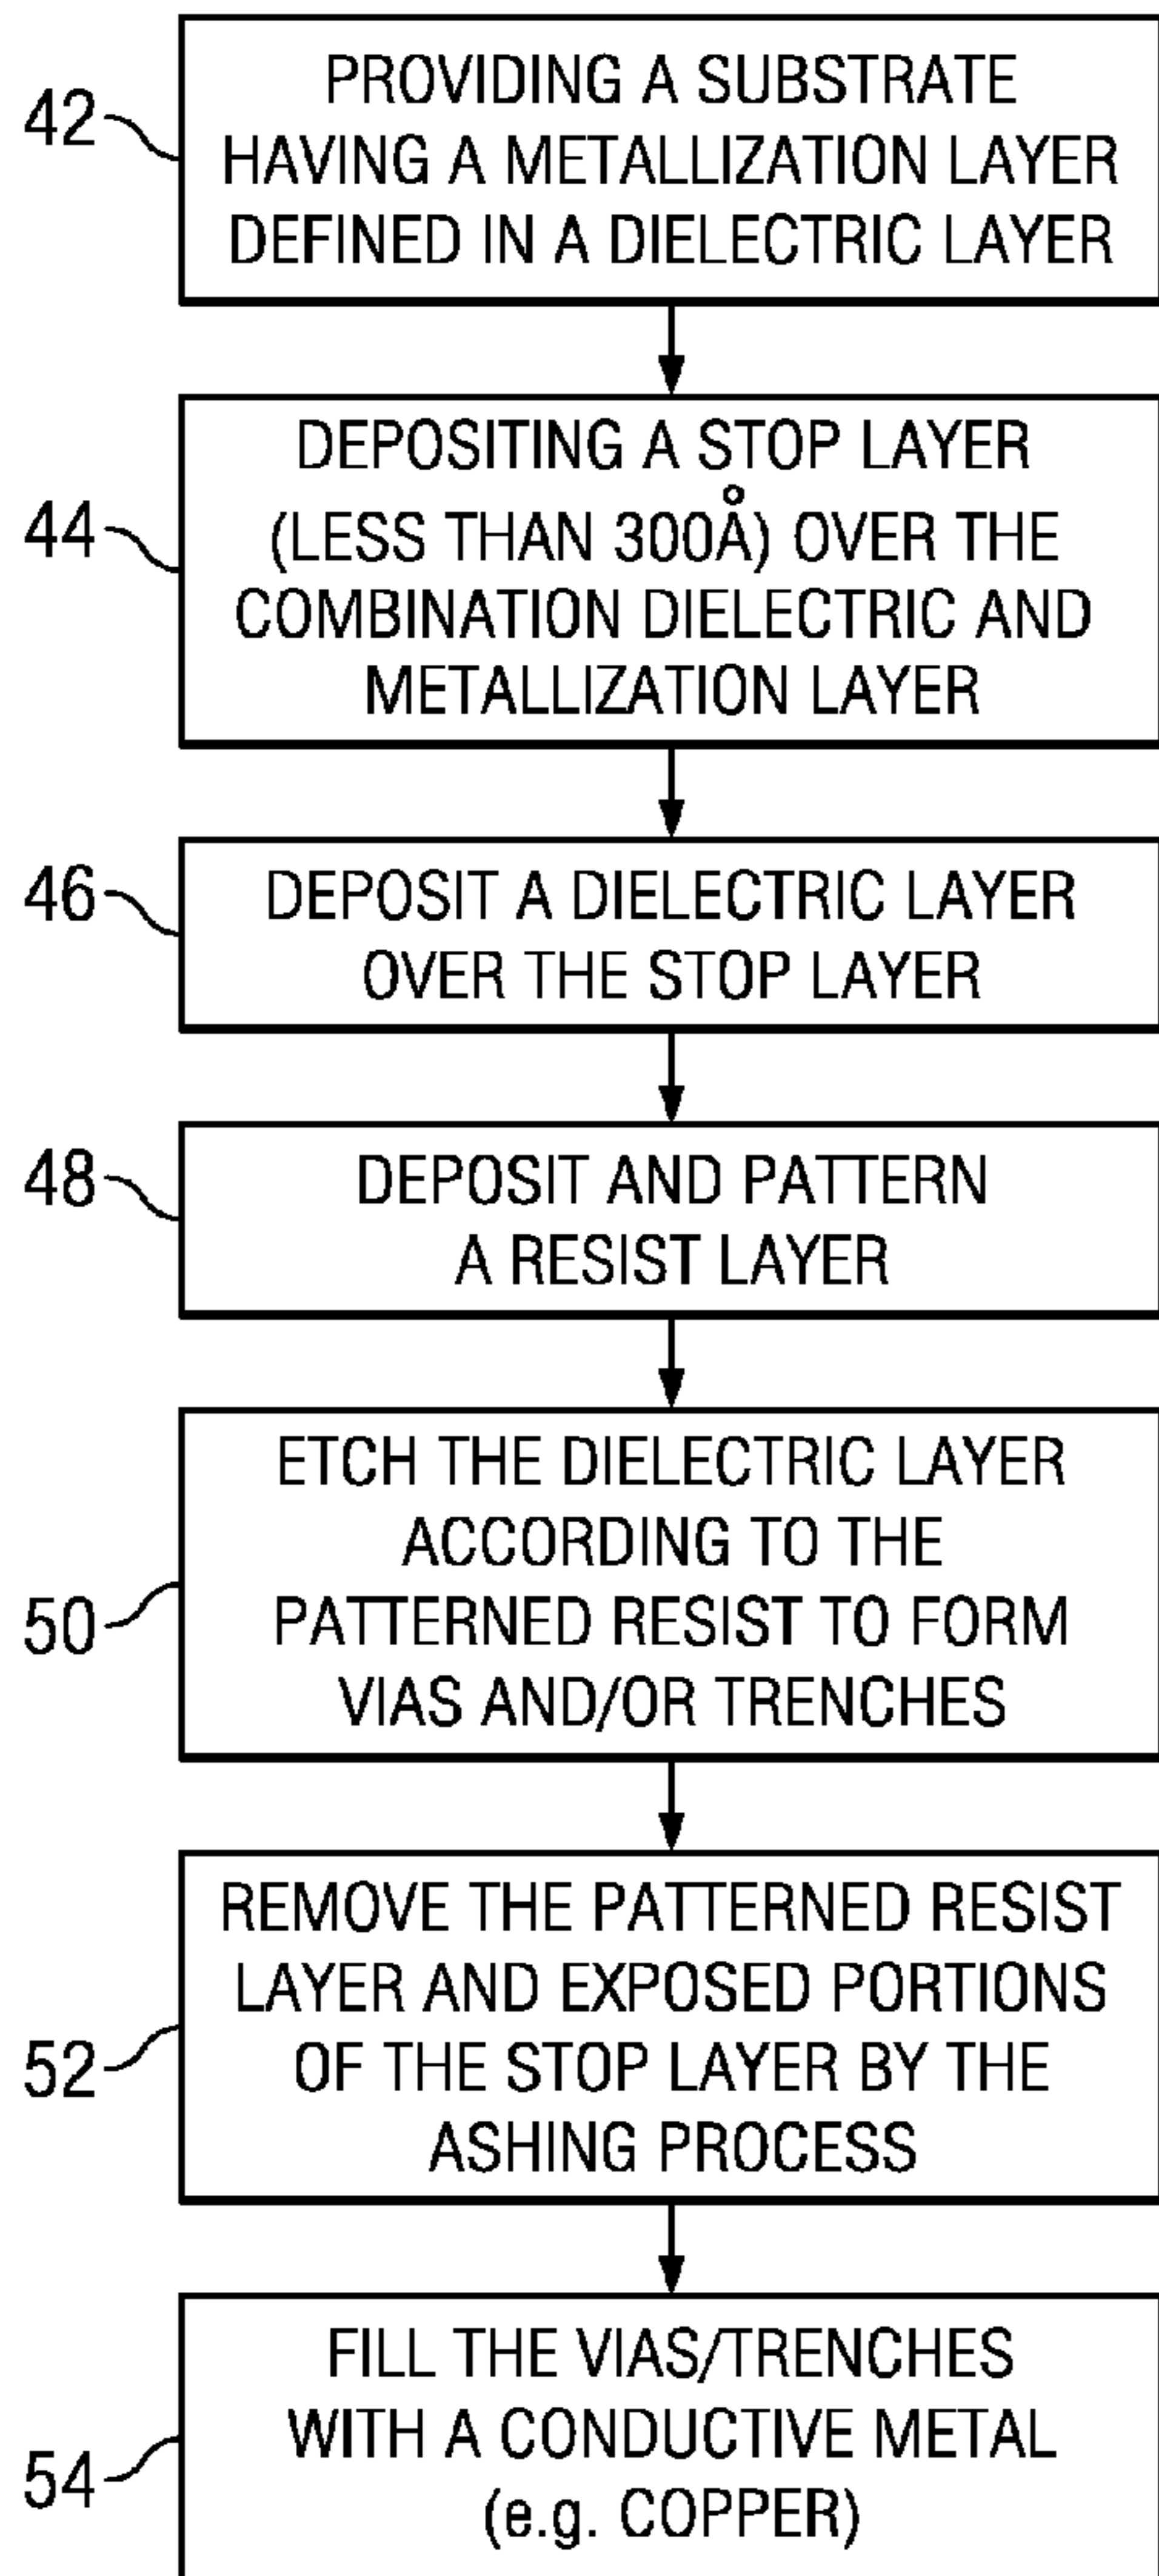 42
PROVIDING A SUBSTRATE
HAVING A METALLIZATION LAYER
DEFINED IN A DIELECTRIC LAYER
44
DEPOSITING A STOP LAYER
(LESS THAN 300Å) OVER THE
COMBINATION DIELECTRIC AND
METALLIZATION LAYER
46
DEPOSIT A DIELECTRIC LAYER
OVER THE STOP LAYER
48
DEPOSIT AND PATTERN
A RESIST LAYER
50
ETCH THE DIELECTRIC LAYER
ACCORDING TO THE
PATTERNED RESIST TO FORM
VIAS AND/OR TRENCHES
52
REMOVE THE PATTERNED RESIST
LAYER AND EXPOSED PORTIONS
OF THE STOP LAYER BY THE
ASHING PROCESS
54
FILL THE VIAS/TRENCHES
WITH A CONDUCTIVE METAL
(e.g. COPPER)